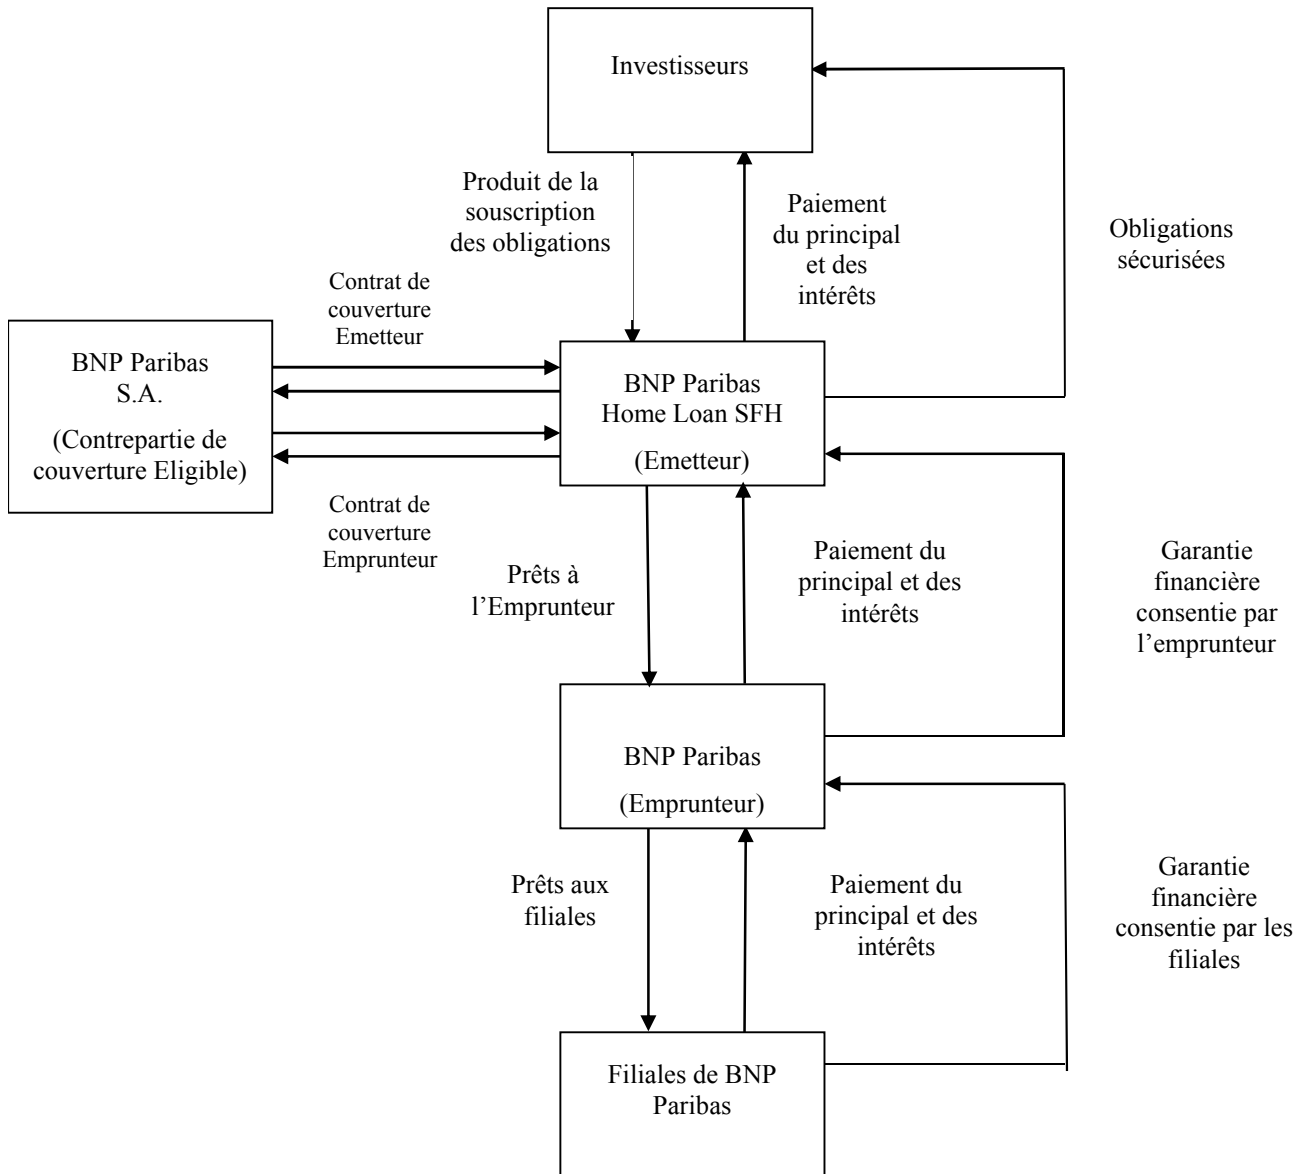 Investisseurs
Produit de la
souscription
des obligations
Paiement
du principal
et des
intérêts
Obligations
sécurisées
Contrat de
couverture
Emetteur
BNP Paribas
S.A.
(Contrepartie de
couverture Eligible)
BNP Paribas
Home Loan SFH
(Emetteur)
Contrat de
couverture
Emprunteur
Prêts à
l’Emprunteur
Paiement du
principal et des
intérêts
Garantie
financière
consentie par
l’emprunteur
BNP Paribas
(Emprunteur)
Prêts aux
filiales
Paiement du
principal et des
intérêts
Garantie
financière
consentie par les
filiales
Filiales de BNP
Paribas